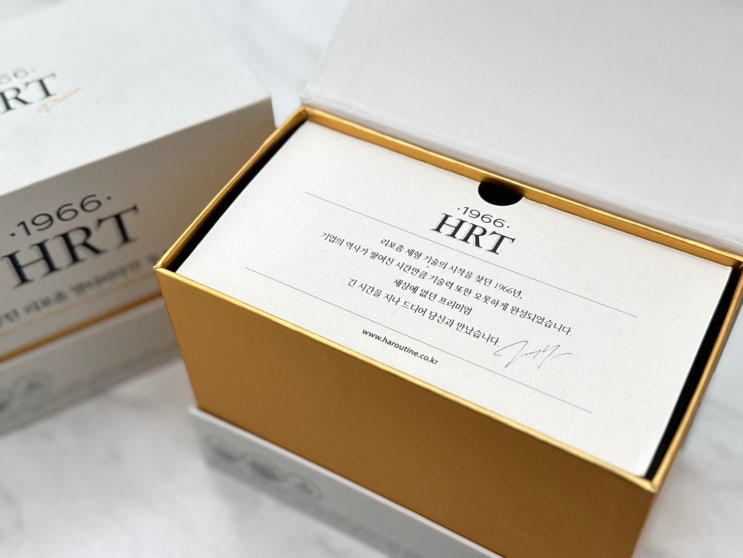 ·1966·
HRT
리포좀 제형 기술의 시작을 찾던 1966년,
기업의 역사가 쌓여진 시간만큼 기술력 또한 오롯하게 완성되었습니다.
세상에 없던 프리미엄
긴 시간을 지나 드디어 당신과 만났습니다.
www.haroutine.co.kr
66·
RT
·1966·
HRT